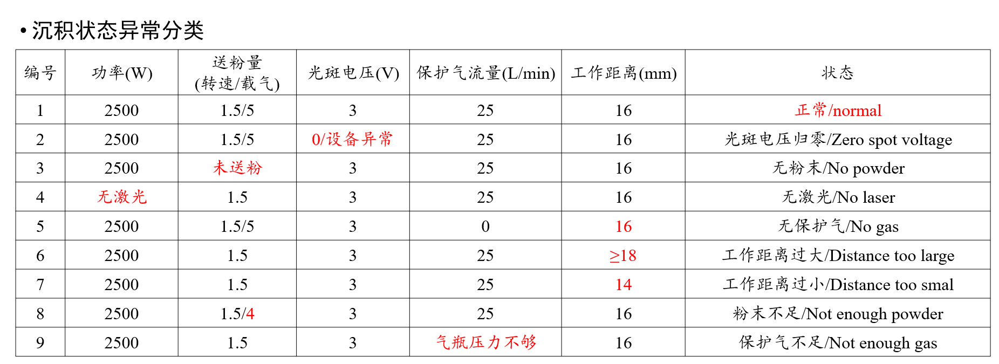 • 沉积状态异常分类
编号 功率(W) 送粉量 (转速/载气) 光斑电压(V) 保护气流量(L/min) 工作距离(mm) 状态
1 2500 1.5/5 3 25 16 正常/normal
2 2500 1.5/5 0/设备异常 25 16 光斑电压归零/Zero spot voltage
3 2500 未送粉 3 25 16 无粉末/No powder
4 无激光 1.5 3 25 16 无激光/No laser
5 2500 1.5/5 3 0 16 无保护气/No gas
6 2500 1.5 3 25 ≥18 工作距离过大/Distance too large
7 2500 1.5 3 25 14 工作距离过小/Distance too smal
8 2500 1.5/4 3 25 16 粉末不足/Not enough powder
9 2500 1.5 3 气瓶压力不够 16 保护气不足/Not enough gas